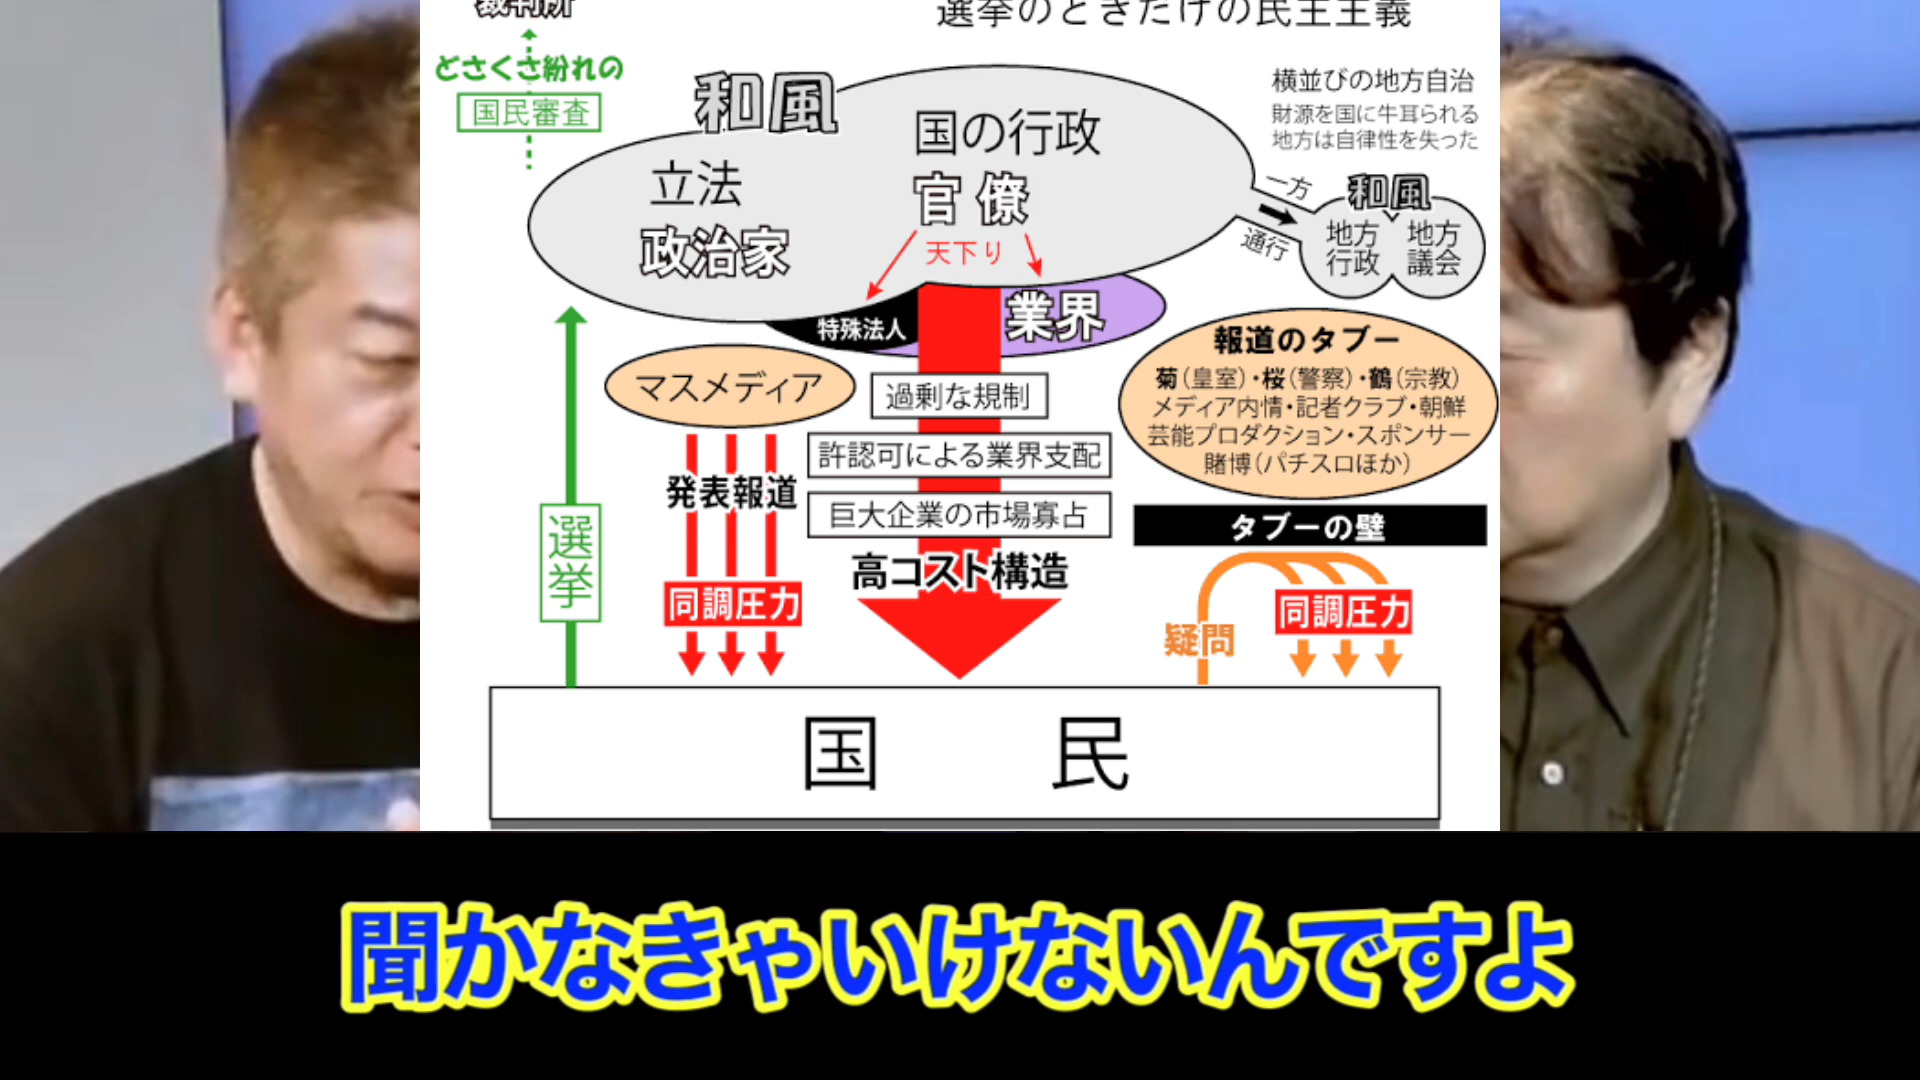 裁判所
選挙のときだけの民主主義
どさくさ紛れの
国民審査
横並びの地方自治
財源を国に牛耳られる
地方は自律性を失った
和風
国の行政
立法
官僚
政治家
天下り
一方
通行
和風
地方
行政
地方
議会
特殊法人
業界
マスメディア
過剰な規制
許認可による業界支配
巨大企業の市場寡占
高コスト構造
発表報道
同調圧力
選挙
報道のタブー
菊(皇室)・桜(警察)・鶴(宗教)
メディア内情・記者クラブ・朝鮮
芸能プロダクション・スポンサー
賭博(パチスロほか)
タブーの壁
疑問
同調圧力
国民
聞かなきゃいけないんですよ